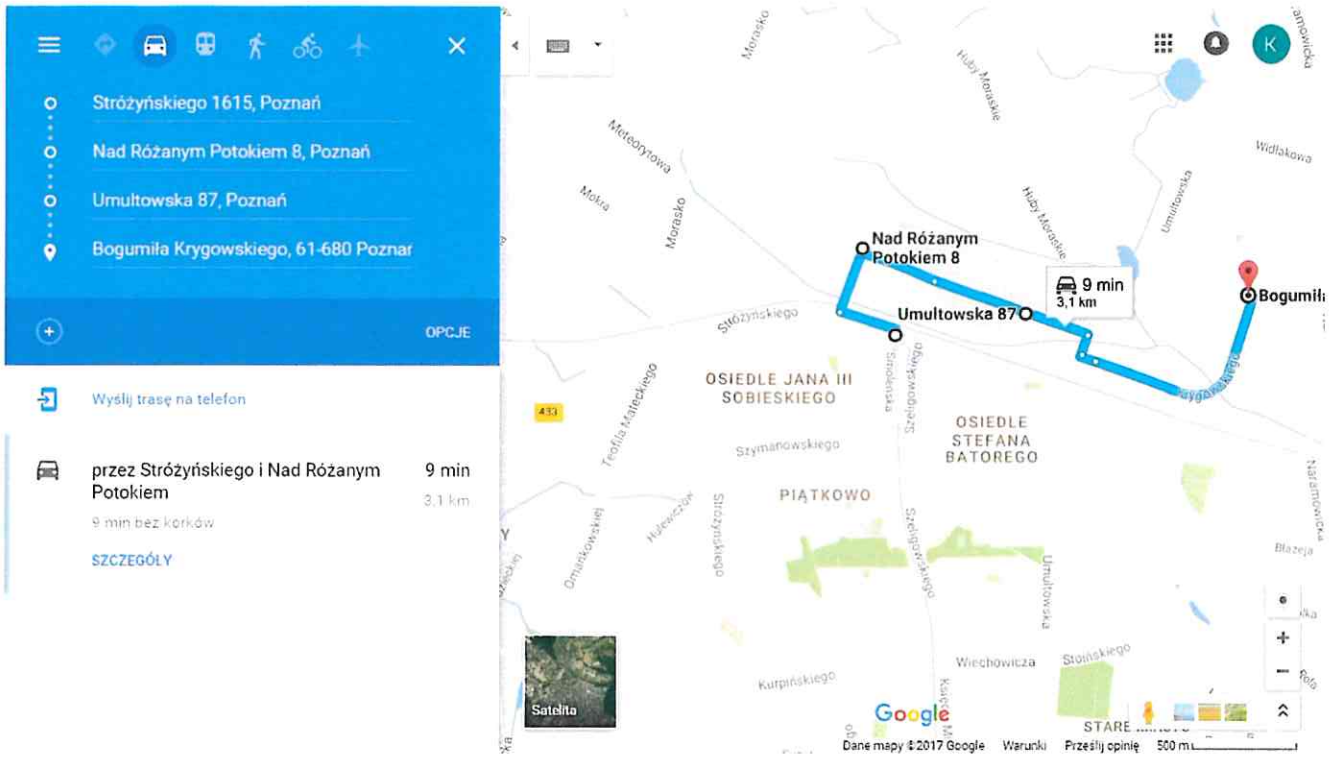 Stróżyńskiego 1615, Poznań
Nad Różanym Potokiem 8, Poznań
Umultowska 87, Poznań
Bogumiła Krygowskiego, 61-680 Poznar
OPCJE
Wyślij trasę na telefon
przez Stróżyńskiego i Nad Różanym
Potokiem
9 min
3,1 km
9 min bez korków
SZCZEGÓŁY
K
Morasko
Huby Moraskie
Widłakowa
Meteorytowa
Mokra
Morasko
Huby Moraskie
Umultowska
Nad Różanym
Potokiem 8
9 min
3,1 km
Bogumiła
Umultowska 87
Stróżyńskiego
Smoleńska
Szeligowskiego
Krygowskiego
OSIEDLE JANA III
SOBIESKIEGO
433
Teofila Mateckiego
OSIEDLE
STEFANA
BATOREGO
Szymanowskiego
PIĄTKOWO
Naramowicka
Hulewiczów
Stróżyńskiego
Omańkowskiej
Szeligowskiego
Umultowska
Błażeja
Wiechowicza
Stoińskiego
Kurpińskiego
Satelita
Google
STARE MIASTO
Dane mapy ©2017 Google
Warunki
Prześlij opinię
500 m